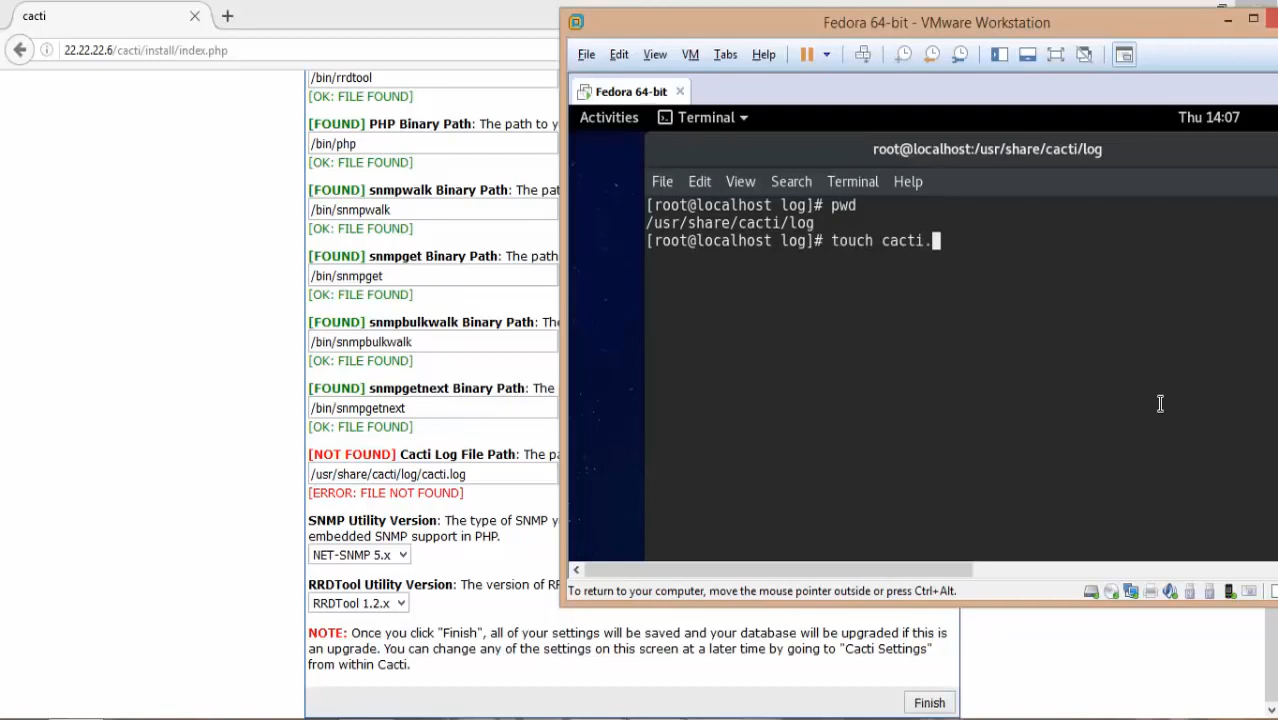 cacti
22.22.22.6/cacti/install/index.php
/bin/rrdtool
[OK: FILE FOUND]
[FOUND] PHP Binary Path: The path to y
/bin/php
[OK: FILE FOUND]
[FOUND] snmpwalk Binary Path: The pat
/bin/snmpwalk
[OK: FILE FOUND]
[FOUND] snmpget Binary Path: The path
/bin/snmpget
[OK: FILE FOUND]
[FOUND] snmpbulkwalk Binary Path: The
/bin/snmpbulkwalk
[OK: FILE FOUND]
[FOUND] snmpgetnext Binary Path: The
/bin/snmpgetnext
[OK: FILE FOUND]
[NOT FOUND] Cacti Log File Path: The pa
/usr/share/cacti/log/cacti.log
[ERROR: FILE NOT FOUND]
SNMP Utility Version: The type of SNMP y
embedded SNMP support in PHP.
NET-SNMP 5.x
RRDTool Utility Version: The version of RR
RRDTool 1.2.x
NOTE: Once you click "Finish", all of your settings will be saved and your database will be upgraded if this is
an upgrade. You can change any of the settings on this screen at a later time by going to "Cacti Settings"
from within Cacti.
Finish
Fedora 64-bit - VMware Workstation
File Edit View VM Tabs Help
Fedora 64-bit
Activities Terminal Thu 14:07
root@localhost:/usr/share/cacti/log
File Edit View Search Terminal Help
[root@localhost log]# pwd
/usr/share/cacti/log
[root@localhost log]# touch cacti.
To return to your computer, move the mouse pointer outside or press Ctrl+Alt.